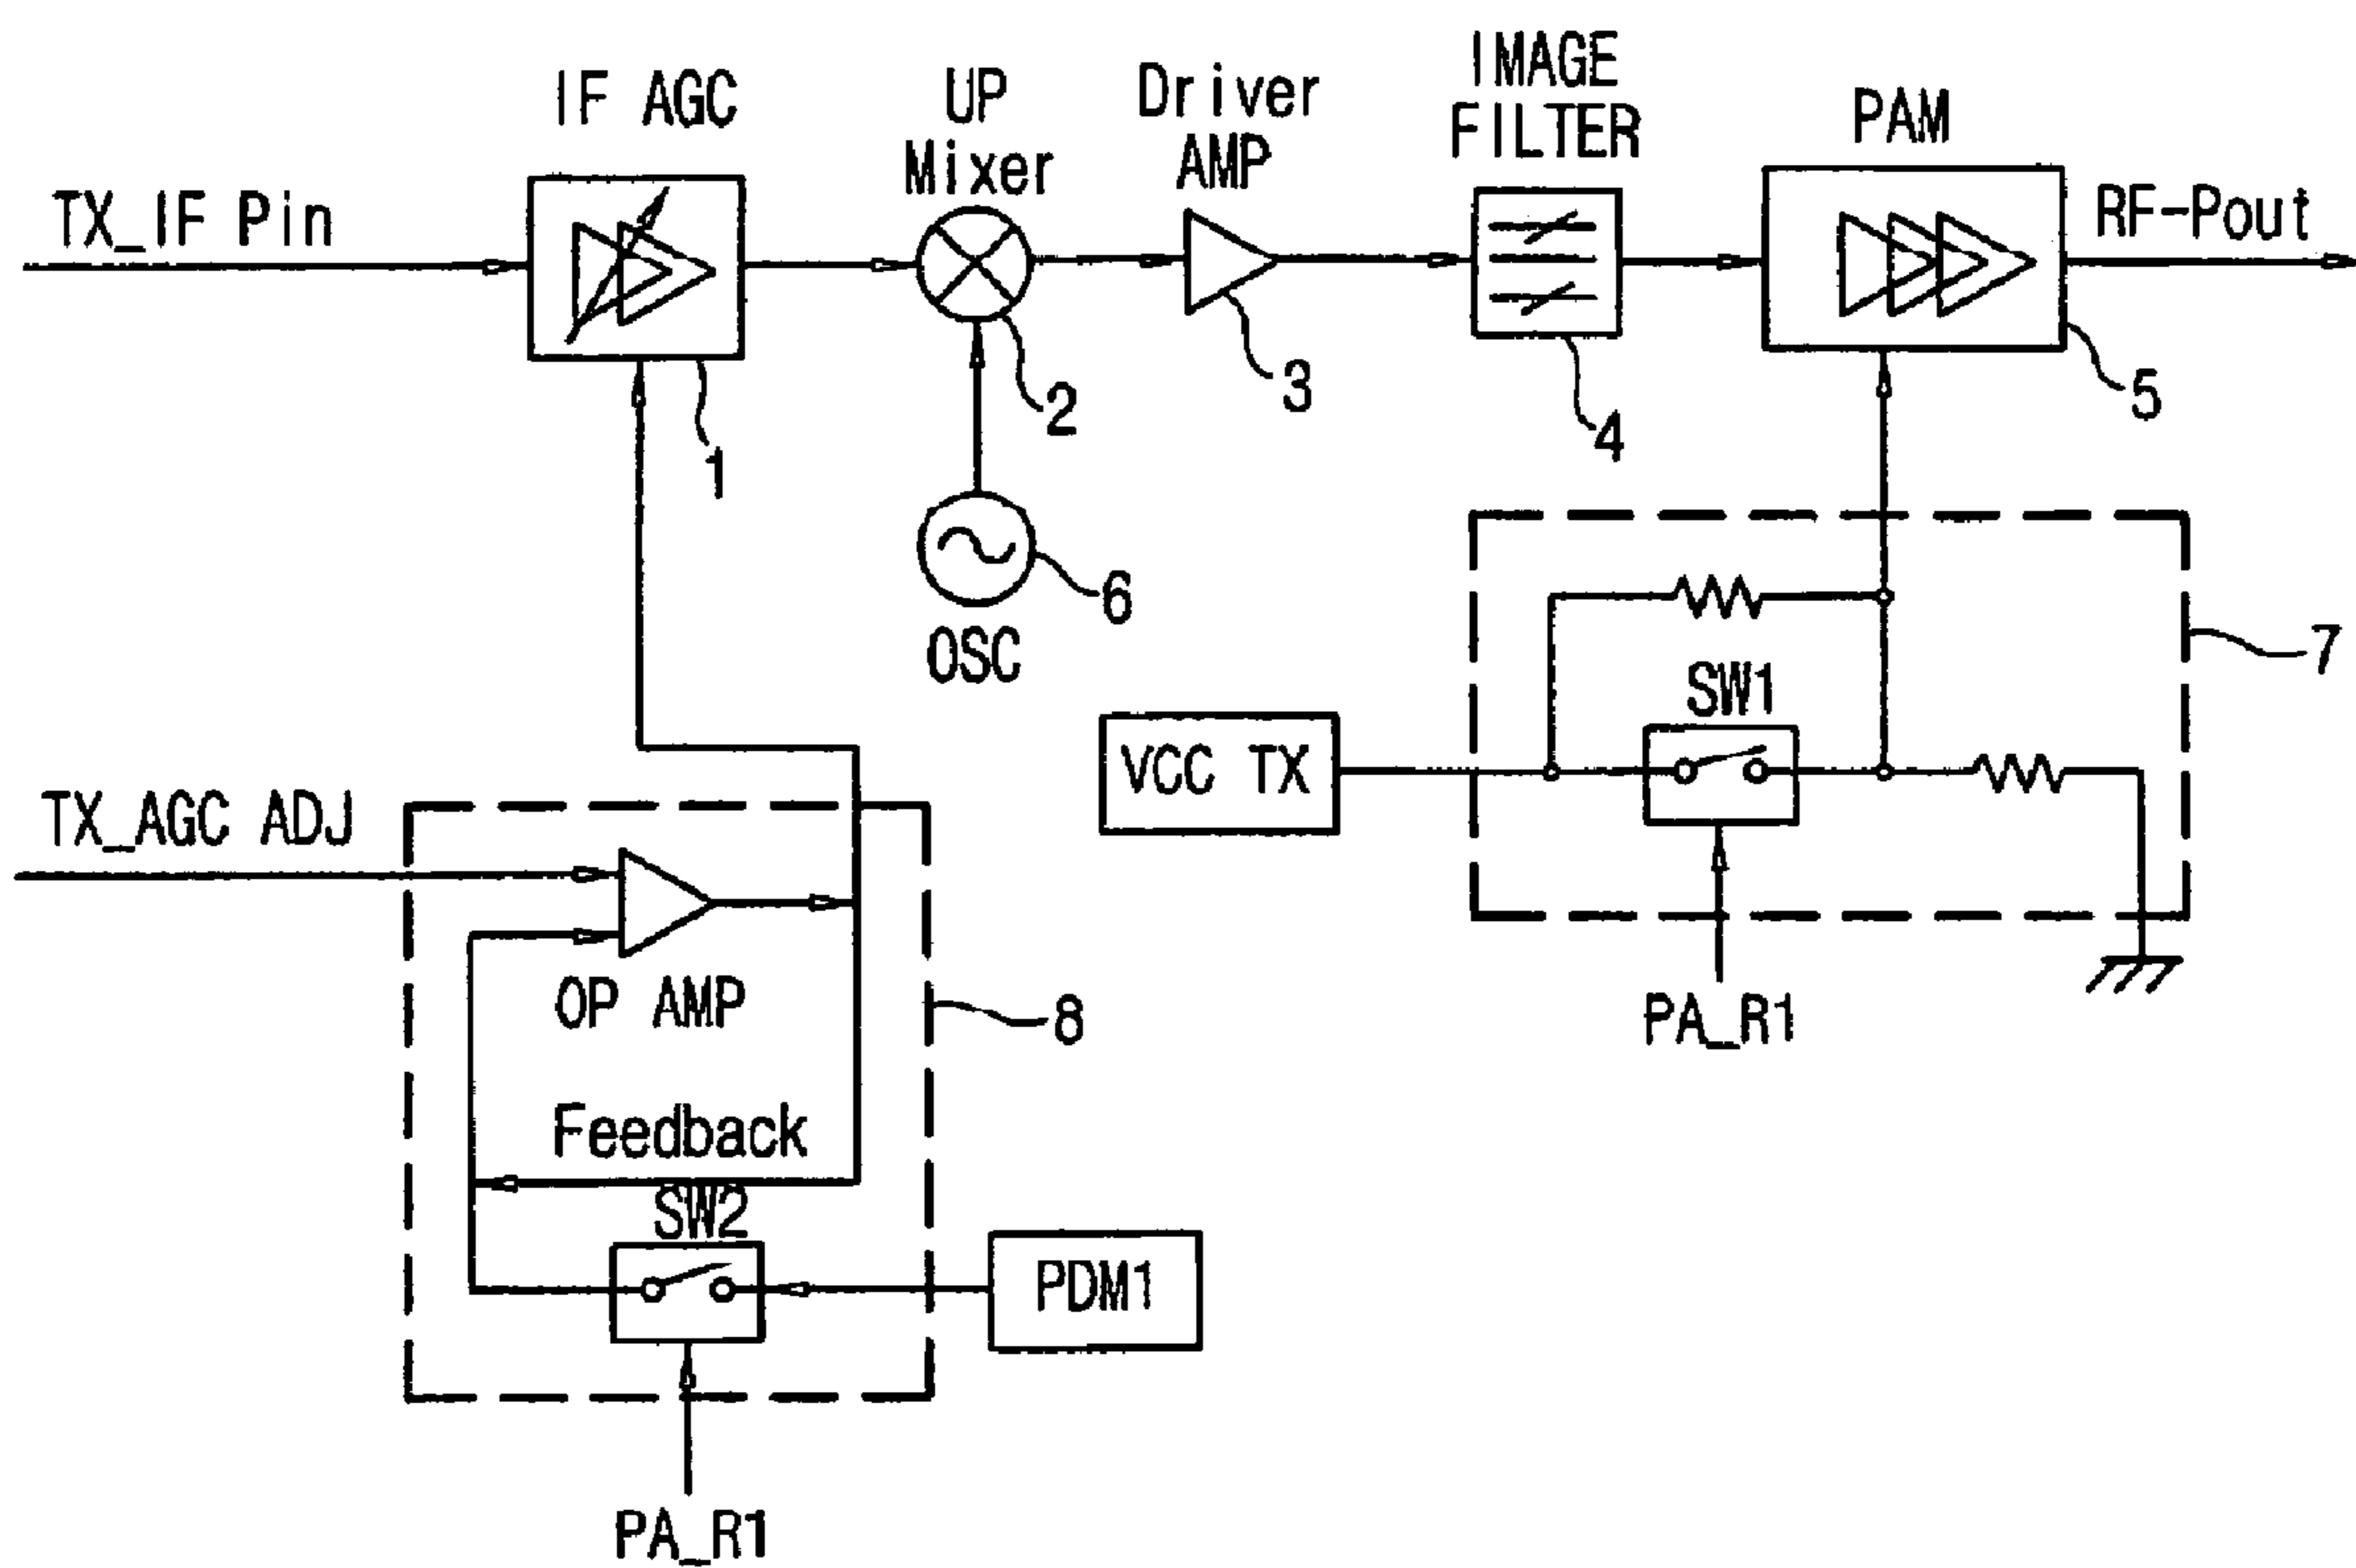 IF AGC
UP
Mixer
Driver
AMP
IMAGE
FILTER
PAM
TX_IF Pin
RF-Pout
1
2
3
4
5
6
OSC
7
SW1
VCC TX
PA_R1
TX_AGC ADJ
OP AMP
8
Feedback
SW2
PDM1
PA_R1